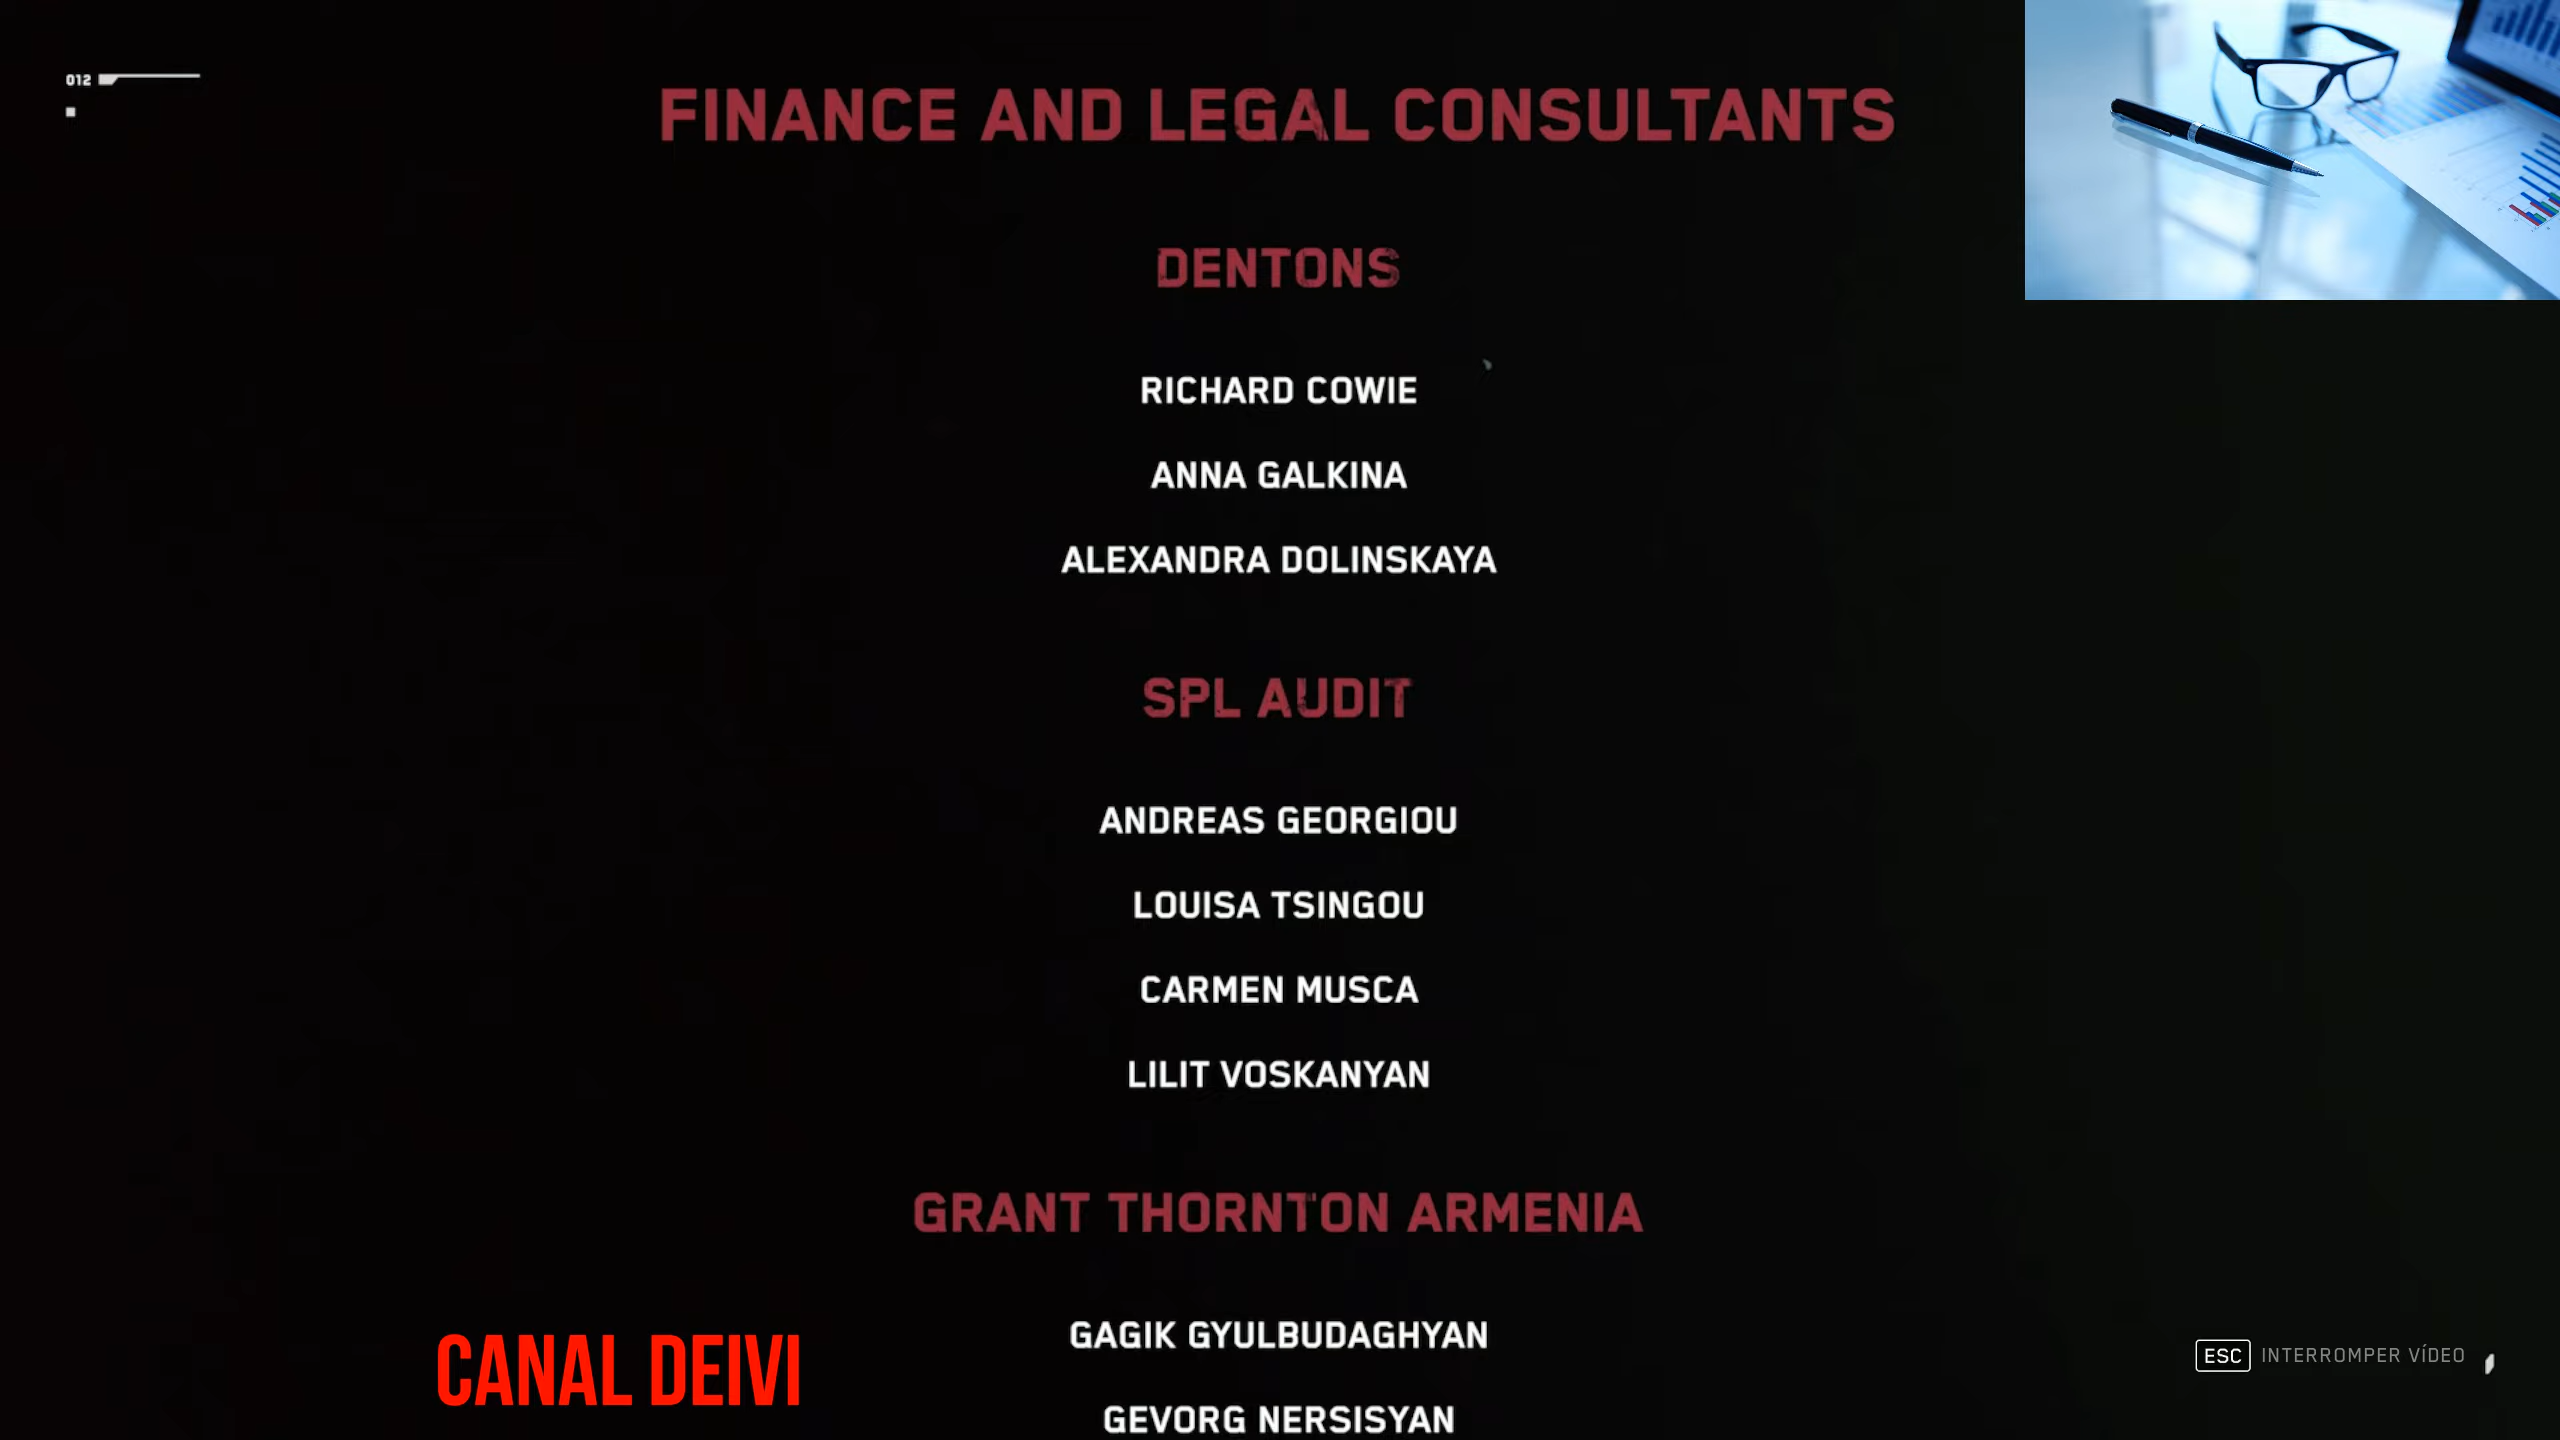 012
FINANCE AND LEGAL CONSULTANTS
DENTONS
RICHARD COWIE
ANNA GALKINA
ALEXANDRA DOLINSKAYA
SPL AUDIT
ANDREAS GEORGIOU
LOUISA TSINGOU
CARMEN MUSCA
LILIT VOSKANYAN
GRANT THORNTON ARMENIA
GAGIK GYULBUDAGHYAN
GEVORG NERSISYAN
CANAL DEIVI
ESC INTERROMPER VÍDEO